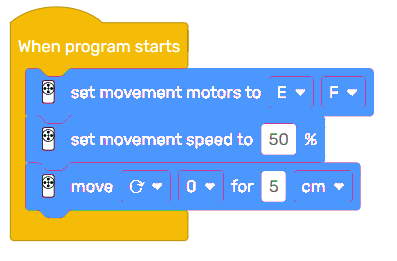 When program starts
set movement motors to E F
set movement speed to 50 %
move 0 for 5 cm